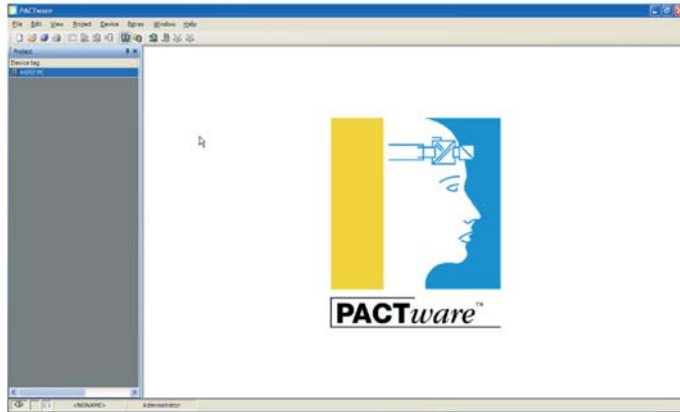 PACTware
File Edit View Project Device Extras Window Help
Project
Device tag
HOST PC
PACTware™
<NONAME>
Administrator